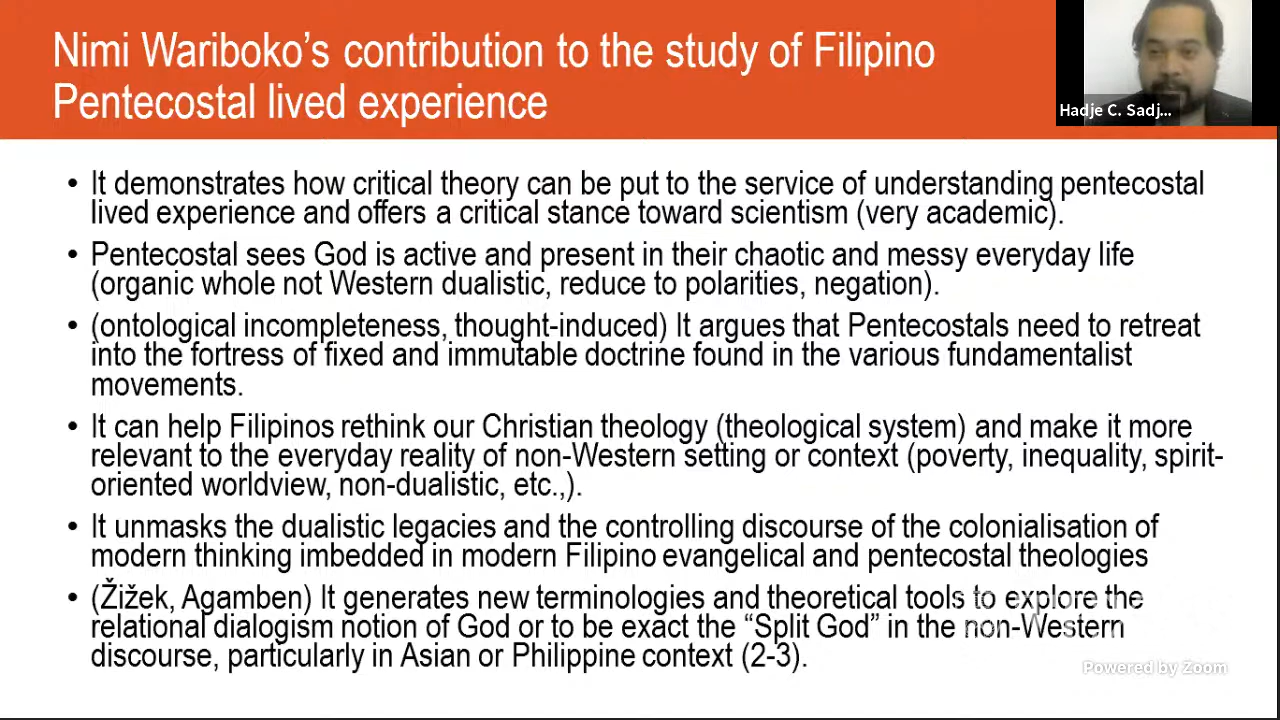 Nimi Wariboko's contribution to the study of Filipino
Pentecostal lived experience
Hadje C. Sadj...
• It demonstrates how critical theory can be put to the service of understanding pentecostal
lived experience and offers a critical stance toward scientism (very academic).
• Pentecostal sees God is active and present in their chaotic and messy everyday life
(organic whole not Western dualistic, reduce to polarities, negation).
• (ontological incompleteness, thought-induced) It argues that Pentecostals need to retreat
into the fortress of fixed and immutable doctrine found in the various fundamentalist
movements.
• It can help Filipinos rethink our Christian theology (theological system) and make it more
relevant to the everyday reality of non-Western setting or context (poverty, inequality, spirit-
oriented worldview, non-dualistic, etc.,).
• It unmasks the dualistic legacies and the controlling discourse of the colonialisation of
modern thinking imbedded in modern Filipino evangelical and pentecostal theologies
• (Žižek, Agamben) It generates new terminologies and theoretical tools to explore the
relational dialogism notion of God or to be exact the “Split God” in the non-Western
discourse, particularly in Asian or Philippine context (2-3).
Powered by Zoom